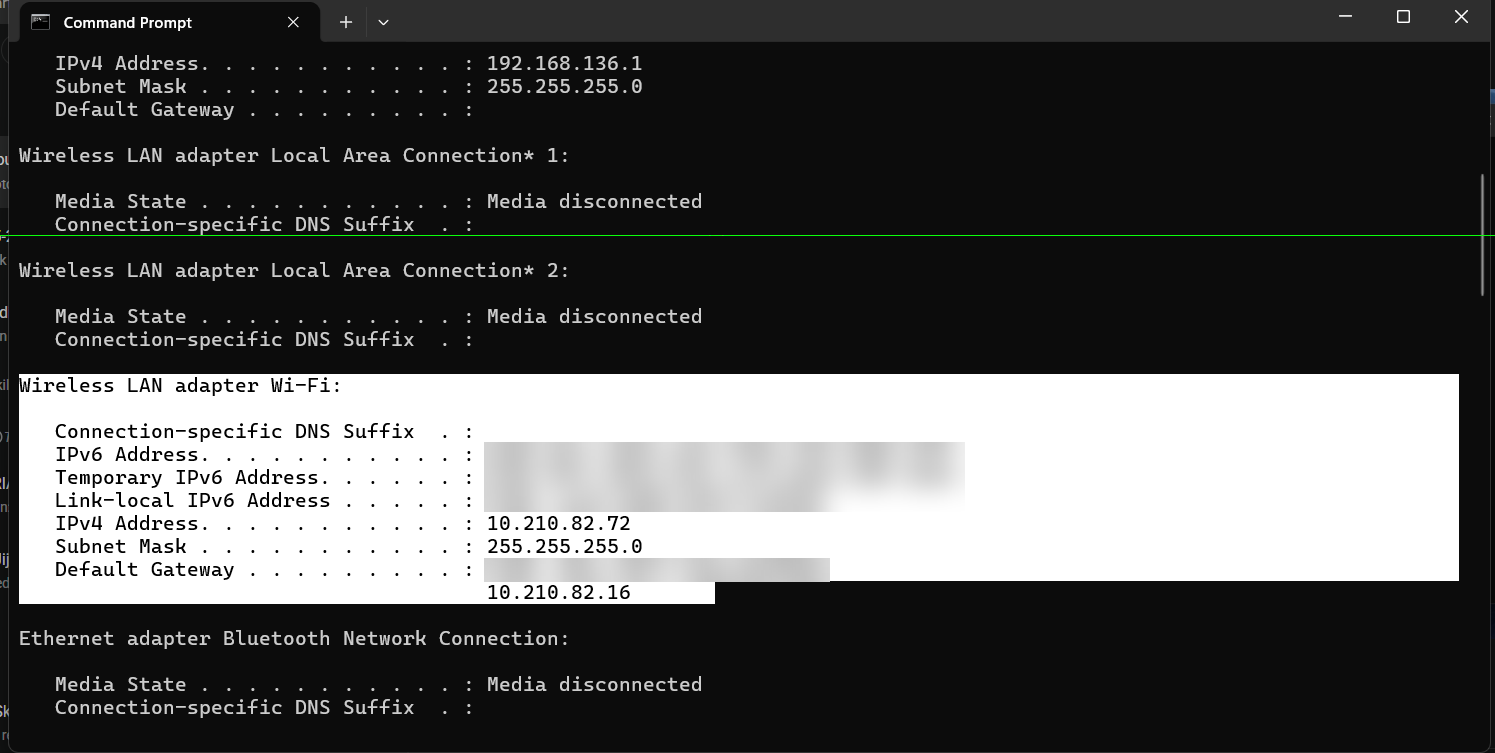 Command Prompt
IPv4 Address. . . . . . . . . . . : 192.168.136.1
Subnet Mask . . . . . . . . . . . : 255.255.255.0
Default Gateway . . . . . . . . . :
Wireless LAN adapter Local Area Connection* 1:
Media State . . . . . . . . . . . : Media disconnected
Connection-specific DNS Suffix  . :
Wireless LAN adapter Local Area Connection* 2:
Media State . . . . . . . . . . . : Media disconnected
Connection-specific DNS Suffix  . :
Wireless LAN adapter Wi-Fi:
Connection-specific DNS Suffix  . :
IPv6 Address. . . . . . . . . . . :
Temporary IPv6 Address. . . . . . :
Link-local IPv6 Address . . . . . :
IPv4 Address. . . . . . . . . . . : 10.210.82.72
Subnet Mask . . . . . . . . . . . : 255.255.255.0
Default Gateway . . . . . . . . . :
10.210.82.16
Ethernet adapter Bluetooth Network Connection:
Media State . . . . . . . . . . . : Media disconnected
Connection-specific DNS Suffix  . :